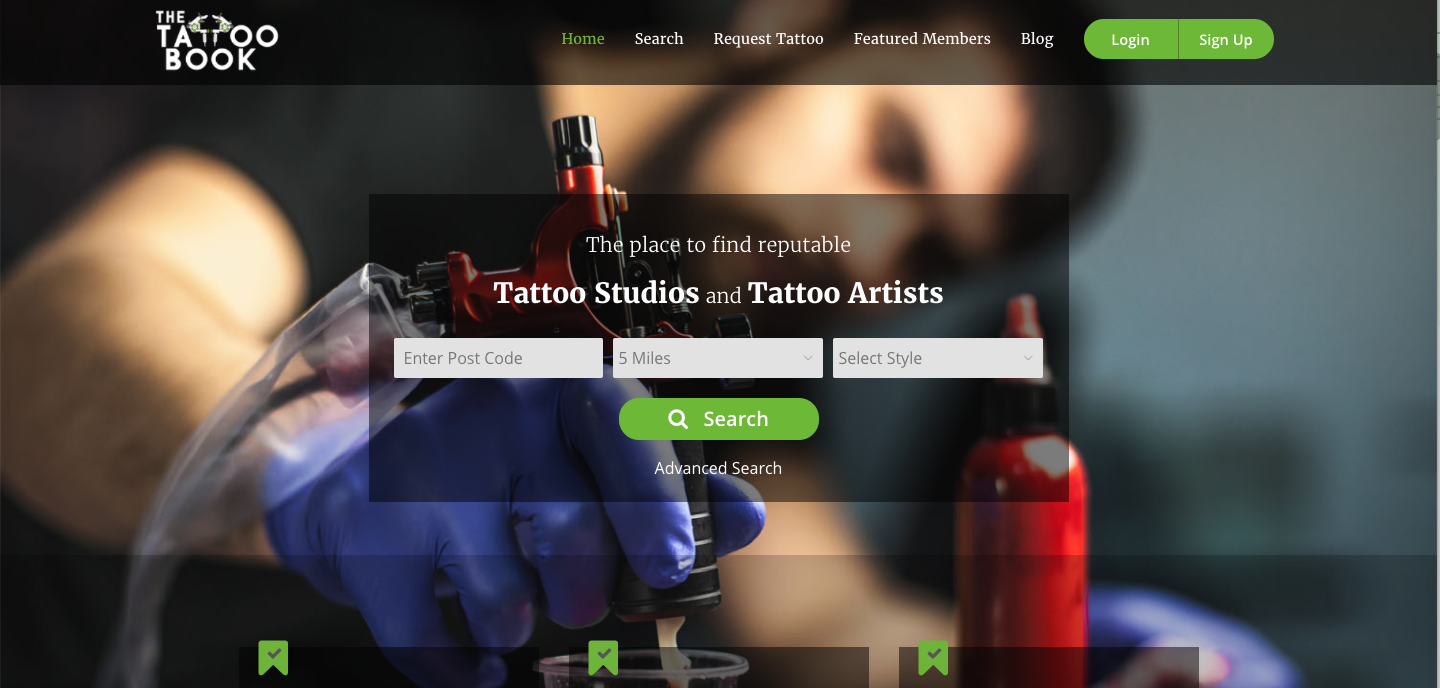 THE
TATTOO
BOOK
Home Search Request Tattoo Featured Members Blog Login Sign Up
The place to find reputable
Tattoo Studios and Tattoo Artists
Enter Post Code 5 Miles Select Style
Search
Advanced Search